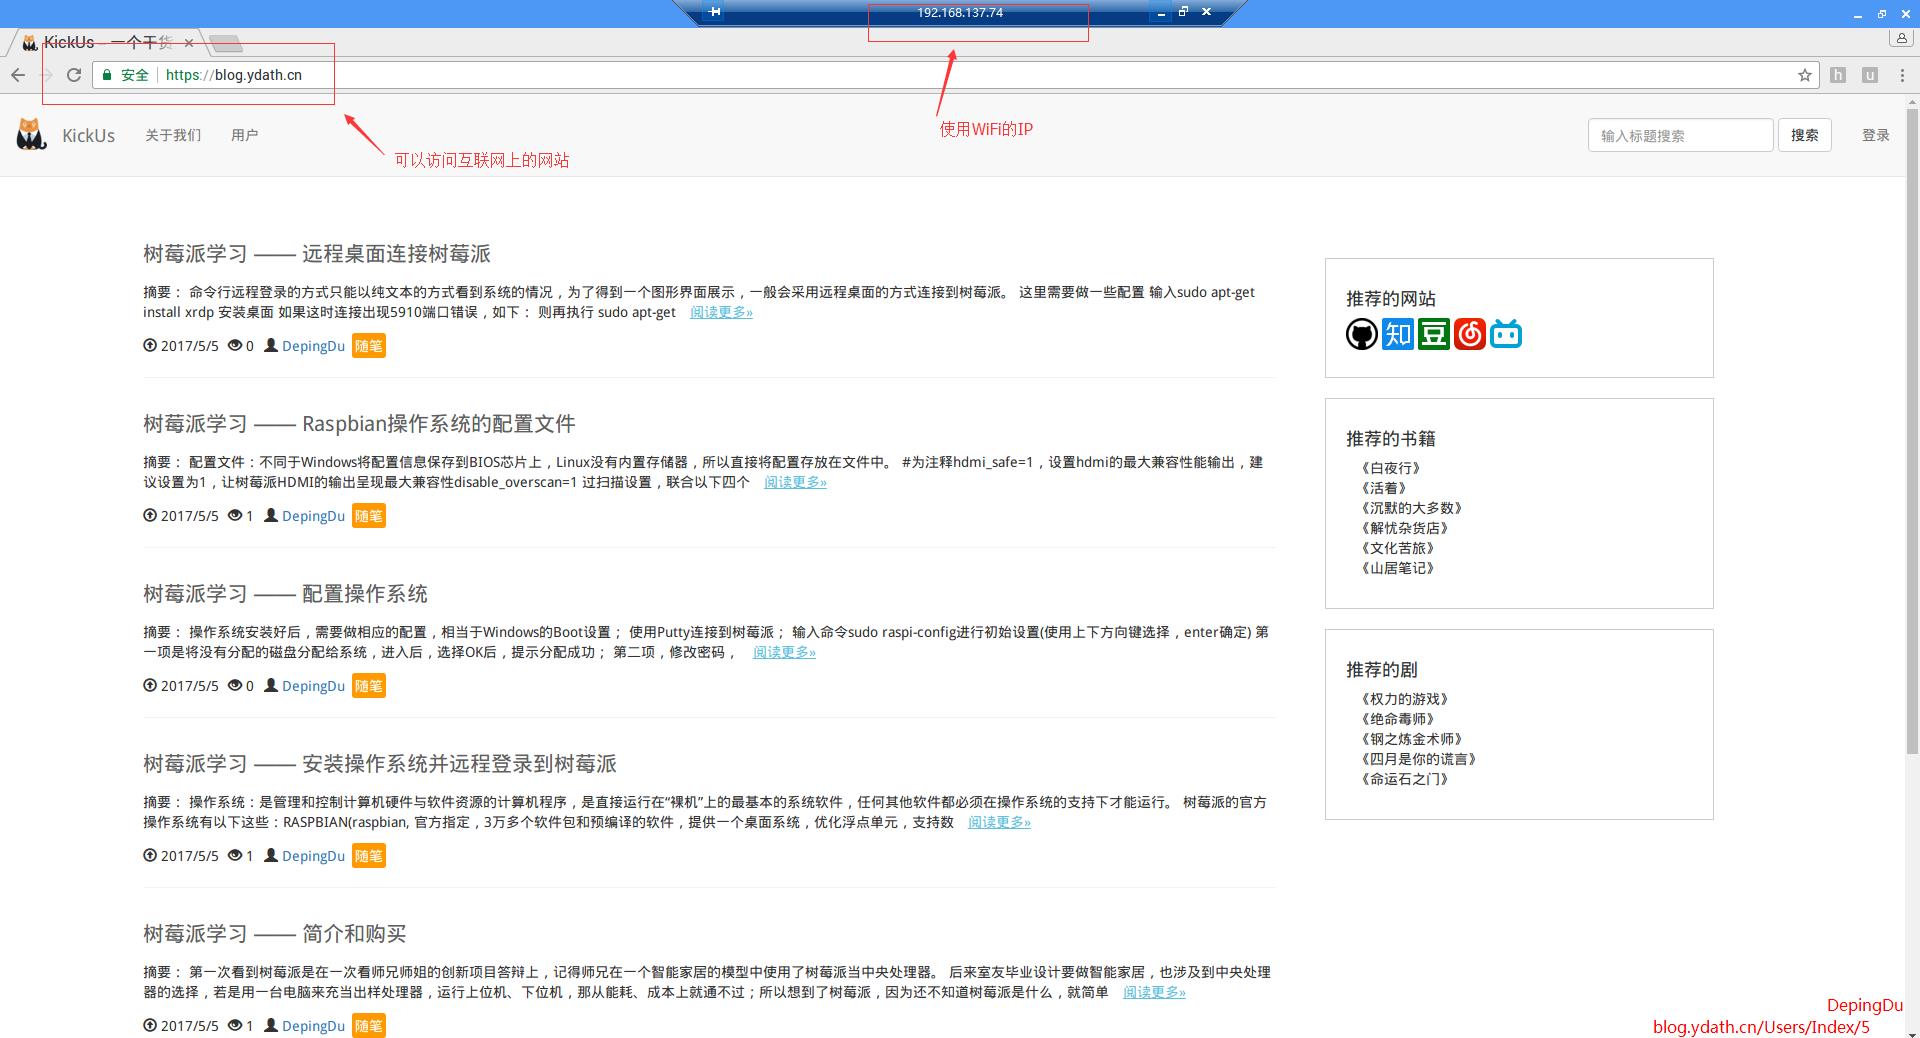 192.168.137.74
KickUs - 一个干货
安全 https://blog.ydath.cn
使用WiFi的IP
KickUs 关于我们 用户 输入标题搜索 搜索 登录
可以访问互联网上的网站
树莓派学习 —— 远程桌面连接树莓派
摘要： 命令行远程登录的方式只能以纯文本的方式看到系统的情况，为了得到一个图形界面展示，一般会采用远程桌面的方式连接到树莓派。 这里需要做一些配置 输入sudo apt-get
install xrdp 安装桌面 如果这时连接出现5910端口错误，如下： 则再执行 sudo apt-get 阅读更多»
2017/5/5 0 DepingDu 随笔
树莓派学习 —— Raspbian操作系统的配置文件
摘要： 配置文件：不同于Windows将配置信息保存到BIOS芯片上，Linux没有内置存储器，所以直接将配置存放在文件中。 #为注释hdmi_safe=1，设置hdmi的最大兼容性能输出，建
议设置为1，让树莓派HDMI的输出呈现最大兼容性disable_overscan=1 过扫描设置，联合以下四个 阅读更多»
2017/5/5 1 DepingDu 随笔
树莓派学习 —— 配置操作系统
摘要： 操作系统安装好后，需要做相应的配置，相当于Windows的Boot设置； 使用Putty连接到树莓派； 输入命令sudo raspi-config进行初始设置(使用上下方向键选择，enter确定) 第
一项是将没有分配的磁盘分配给系统，进入后，选择OK后，提示分配成功； 第二项，修改密码， 阅读更多»
2017/5/5 0 DepingDu 随笔
树莓派学习 —— 安装操作系统并远程登录到树莓派
摘要： 操作系统：是管理和控制计算机硬件与软件资源的计算机程序，是直接运行在“裸机”上的最基本的系统软件，任何其他软件都必须在操作系统的支持下才能运行。 树莓派的官方
操作系统有以下这些：RASPBIAN(raspbian, 官方指定，3万多个软件包和预编译的软件，提供一个桌面系统，优化浮点单元，支持数 阅读更多»
2017/5/5 1 DepingDu 随笔
树莓派学习 —— 简介和购买
摘要： 第一次看到树莓派是在一次看师兄师姐的创新项目答辩上，记得师兄在一个智能家居的模型中使用了树莓派当中央处理器。 后来室友毕业设计要做智能家居，也涉及到中央处理
器的选择，若是用一台电脑来充当出样处理器，运行上位机、下位机，那从能耗、成本上就通不过；所以想到了树莓派，因为还不知道树莓派是什么，就简单 阅读更多»
2017/5/5 1 DepingDu 随笔
推荐的网站
知 豆
推荐的书籍
《白夜行》
《活着》
《沉默的大多数》
《解忧杂货店》
《文化苦旅》
《山居笔记》
推荐的剧
《权力的游戏》
《绝命毒师》
《钢之炼金术师》
《四月是你的谎言》
《命运石之门》
DepingDu
blog.ydath.cn/Users/Index/5